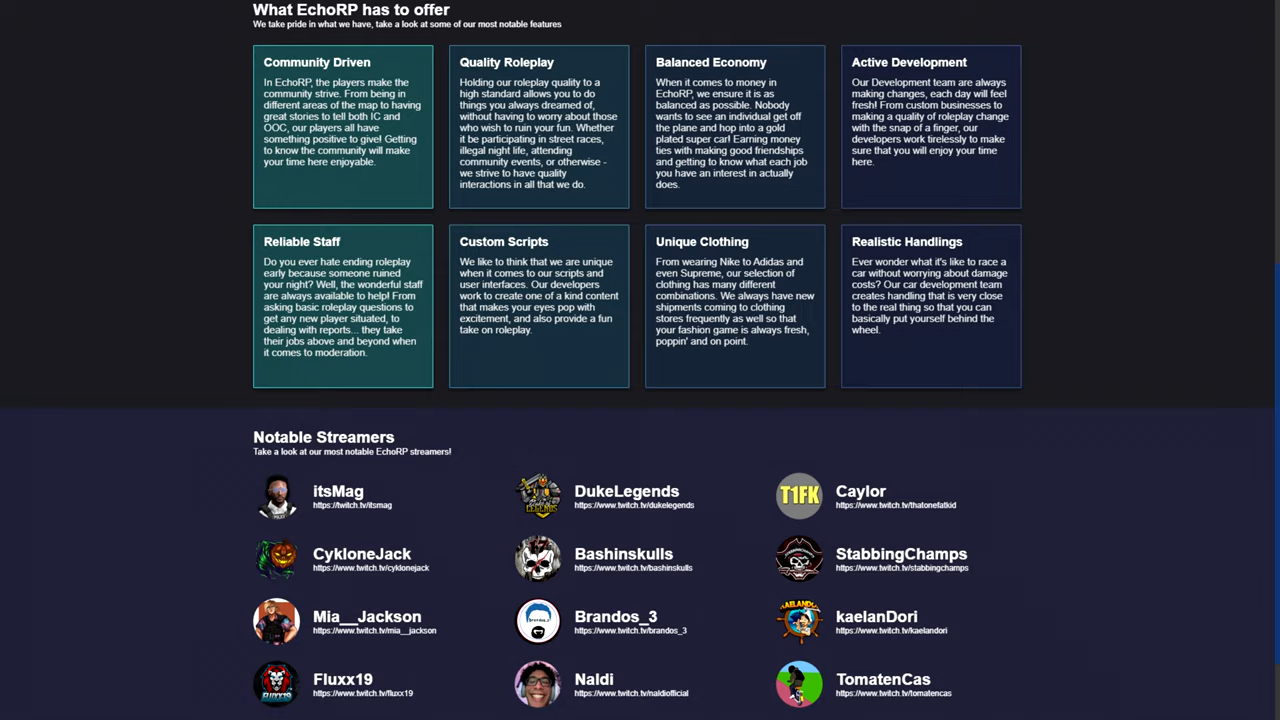 What EchoRP has to offer
We take pride in what we have, take a look at some of our most notable features
Community Driven
In EchoRP, the players make the
community strive. From being in
different areas of the map to having
great stories to tell both IC and
OOC, our players all have
something positive to give! Getting
to know the community will make
your time here enjoyable.
Quality Roleplay
Holding our roleplay quality to a
high standard allows you to do
things you always dreamed of,
without having to worry about those
who wish to ruin your fun. Whether
it be participating in street races,
illegal night life, attending
community events, or otherwise -
we strive to have quality
interactions in all that we do.
Balanced Economy
When it comes to money in
EchoRP, we ensure it is as
balanced as possible. Nobody
wants to see an individual get off
the plane and hop into a gold
plated super car! Earning money
ties with making good friendships
and getting to know what each job
you have an interest in actually
does.
Active Development
Our Development team are always
making changes, each day will feel
fresh! From custom businesses to
making a quality of roleplay change
with the snap of a finger, our
developers work tirelessly to make
sure that you will enjoy your time
here.
Reliable Staff
Do you ever hate ending roleplay
early because someone ruined
your night? Well, the wonderful staff
are always available to help! From
asking basic roleplay questions to
get any new player situated, to
dealing with reports... they take
their jobs above and beyond when
it comes to moderation.
Custom Scripts
We like to think that we are unique
when it comes to our scripts and
user interfaces. Our developers
work to create one of a kind content
that makes your eyes pop with
excitement, and also provide a fun
take on roleplay.
Unique Clothing
From wearing Nike to Adidas and
even Supreme, our selection of
clothing has many different
combinations. We always have new
shipments coming to clothing
stores frequently as well so that
your fashion game is always fresh,
poppin' and on point.
Realistic Handlings
Ever wonder what it's like to race a
car without worrying about damage
costs? Our car development team
creates handling that is very close
to the real thing so that you can
basically put yourself behind the
wheel.
Notable Streamers
Take a look at our most notable EchoRP streamers!
itsMag
https://twitch.tv/itsmag
LEGENDS
DukeLegends
https://www.twitch.tv/dukelegends
T1FK
Caylor
https://www.twitch.tv/thatonefatkid
CykloneJack
https://www.twitch.tv/cyklonejack
Bashinskulls
https://www.twitch.tv/bashinskulls
StabbingChamps
https://www.twitch.tv/stabbingchamps
Mia__Jackson
https://www.twitch.tv/mia__jackson
Brandos_3
https://www.twitch.tv/brandos_3
KAELANDORI
kaelanDori
https://www.twitch.tv/kaelandori
FLUXX19
Fluxx19
https://www.twitch.tv/fluxx19
Naldi
https://www.twitch.tv/naldiofficial
TomatenCas
https://www.twitch.tv/tomatencas